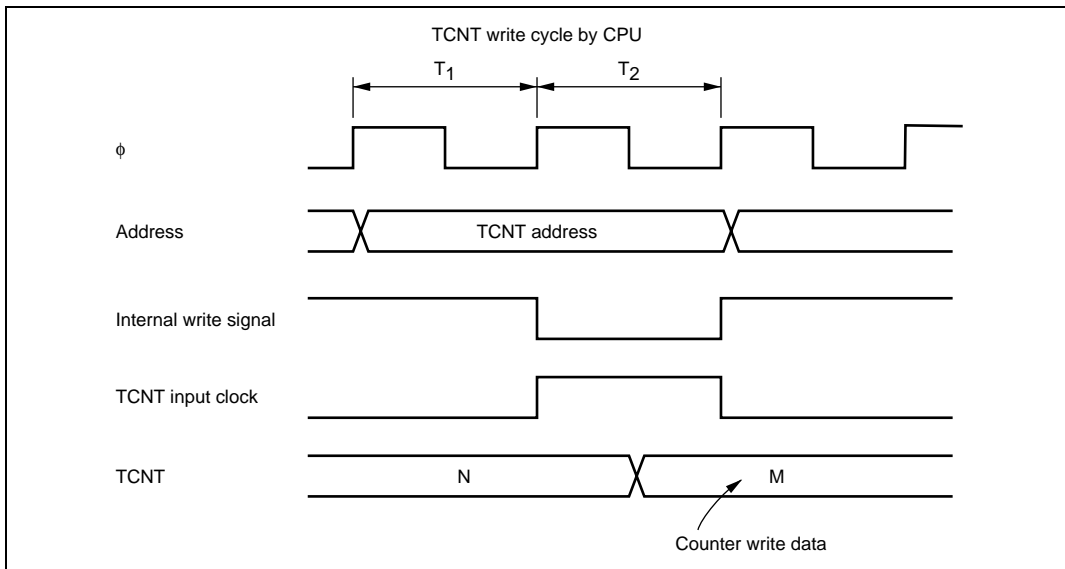 TCNT write cycle by CPU
T1 T2
ϕ
Address TCNT address
Internal write signal
TCNT input clock
TCNT N M
Counter write data